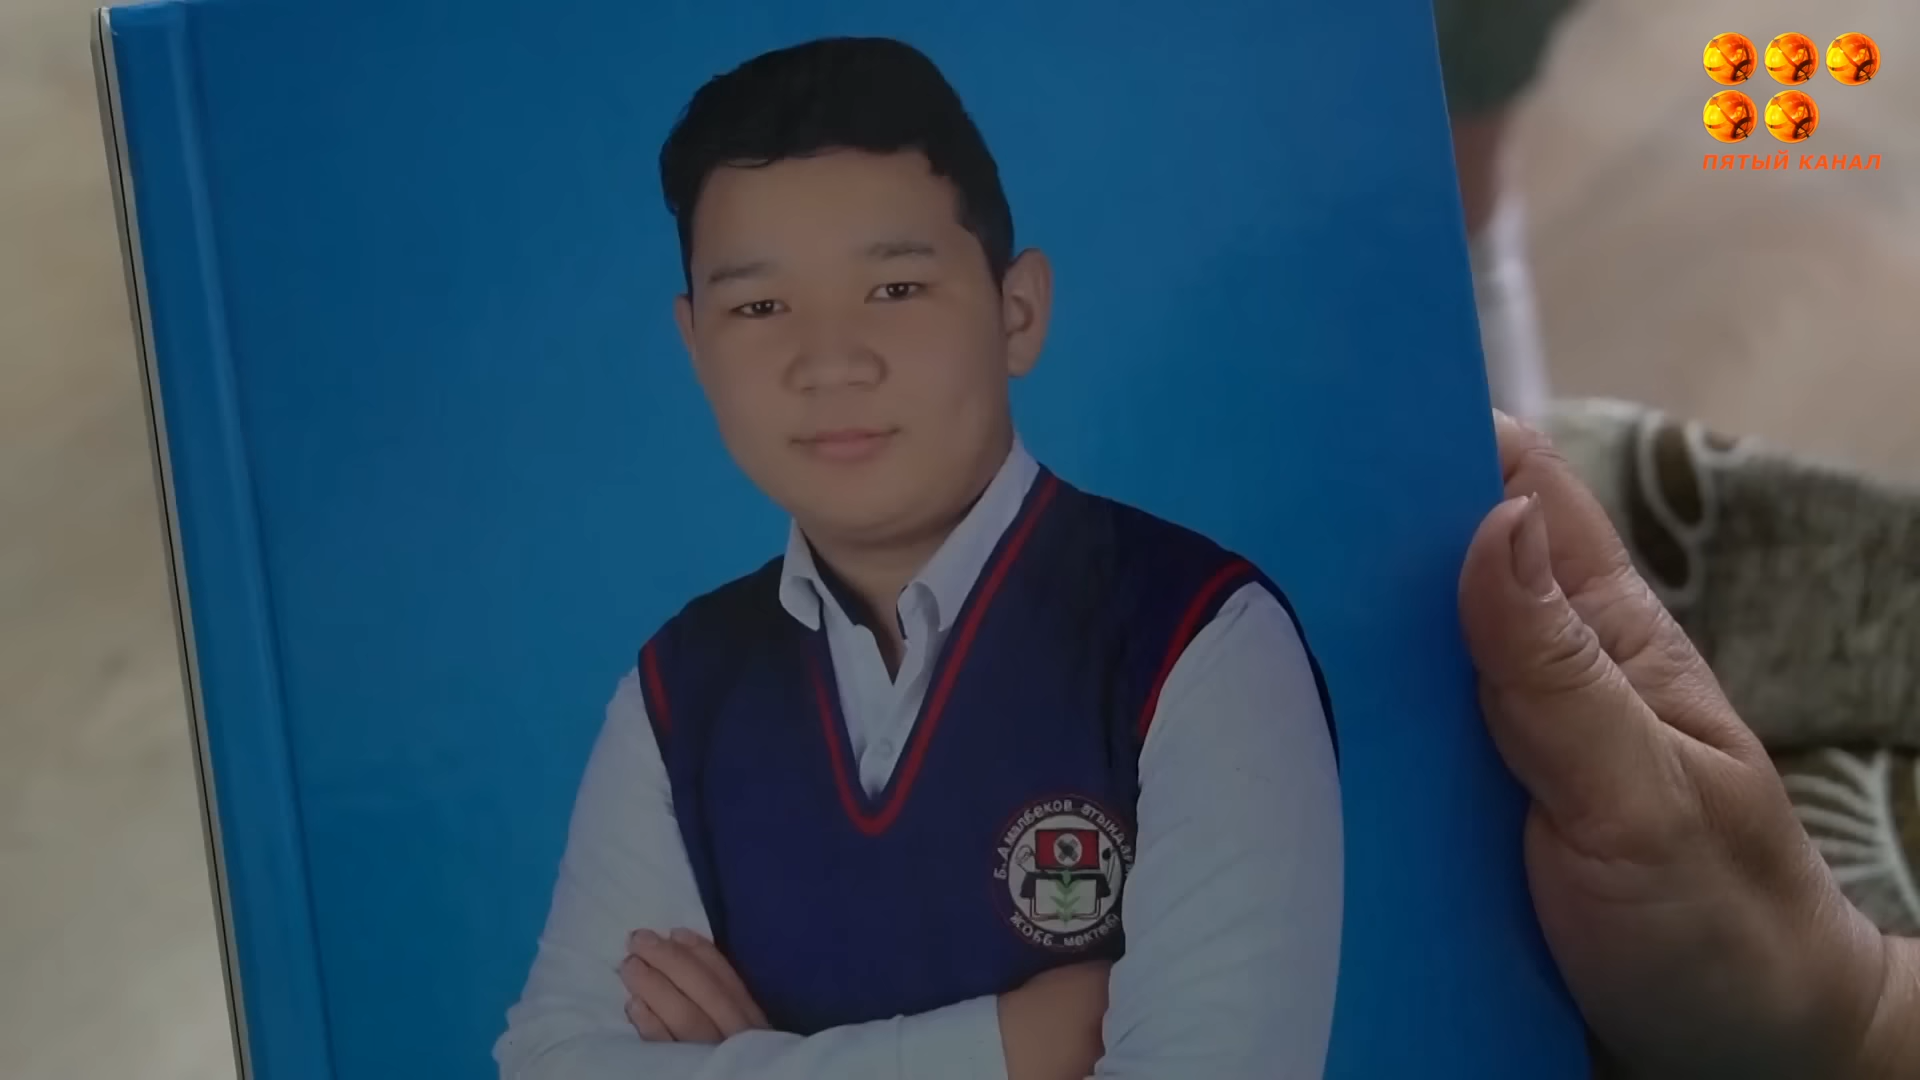 ПЯТЫЙ КАНАЛ
Б.Амалбеков атындағы
ЖОББ мектебі